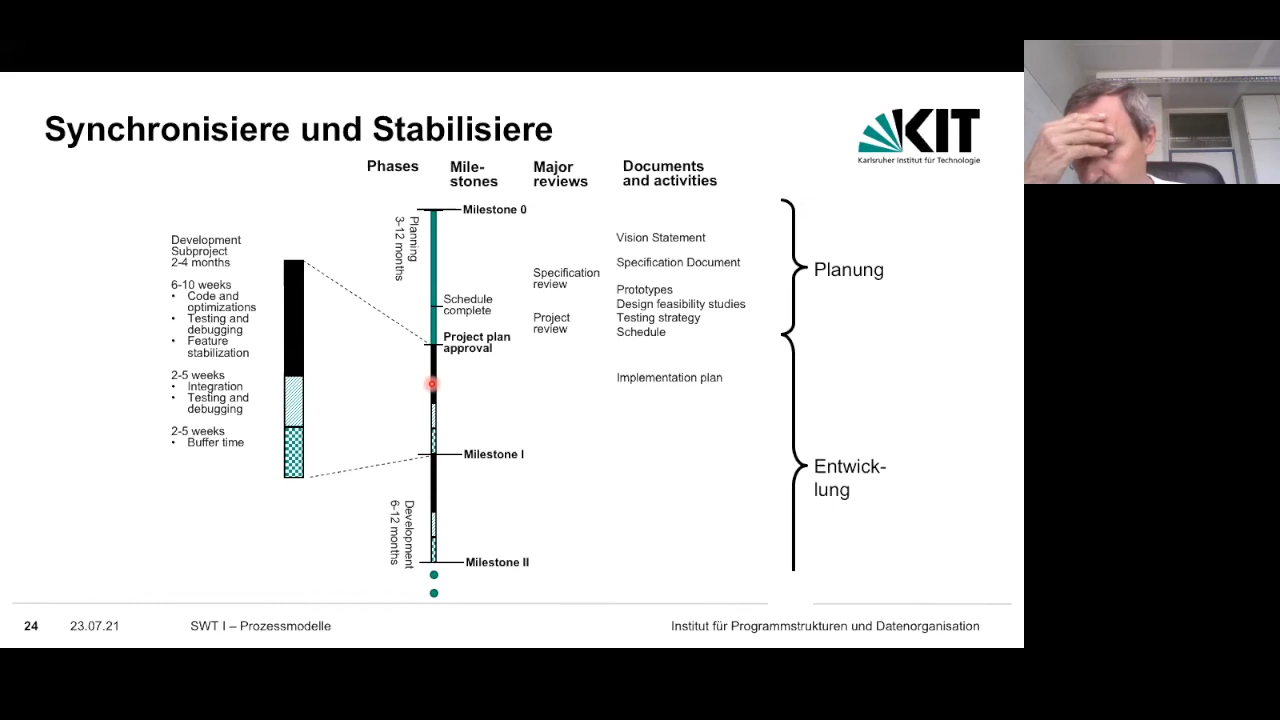 Synchronisiere und Stabilisiere
KIT
Karlsruher Institut für Technologie
Phases
Mile-
stones
Major
reviews
Documents
and activities
Milestone 0
Planning
3-12 months
Development
Subproject
2-4 months
6-10 weeks
• Code and
optimizations
• Testing and
debugging
• Feature
stabilization
2-5 weeks
• Integration
• Testing and
debugging
2-5 weeks
• Buffer time
Schedule
complete
Project plan
approval
Milestone I
Development
6-12 months
Milestone II
Specification
review
Project
review
Vision Statement
Specification Document
Prototypes
Design feasibility studies
Testing strategy
Schedule
Implementation plan
Planung
Entwick-
lung
24 23.07.21 SWT I – Prozessmodelle Institut für Programmstrukturen und Datenorganisation